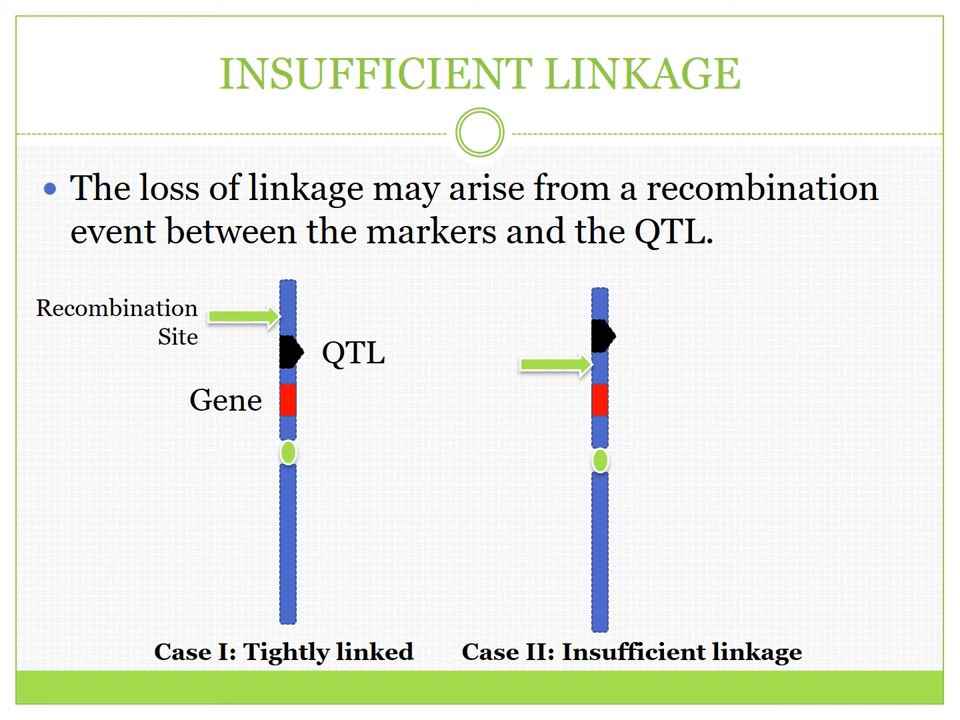 INSUFFICIENT LINKAGE
• The loss of linkage may arise from a recombination
event between the markers and the QTL.
Recombination
Site
QTL
Gene
Case I: Tightly linked
Case II: Insufficient linkage